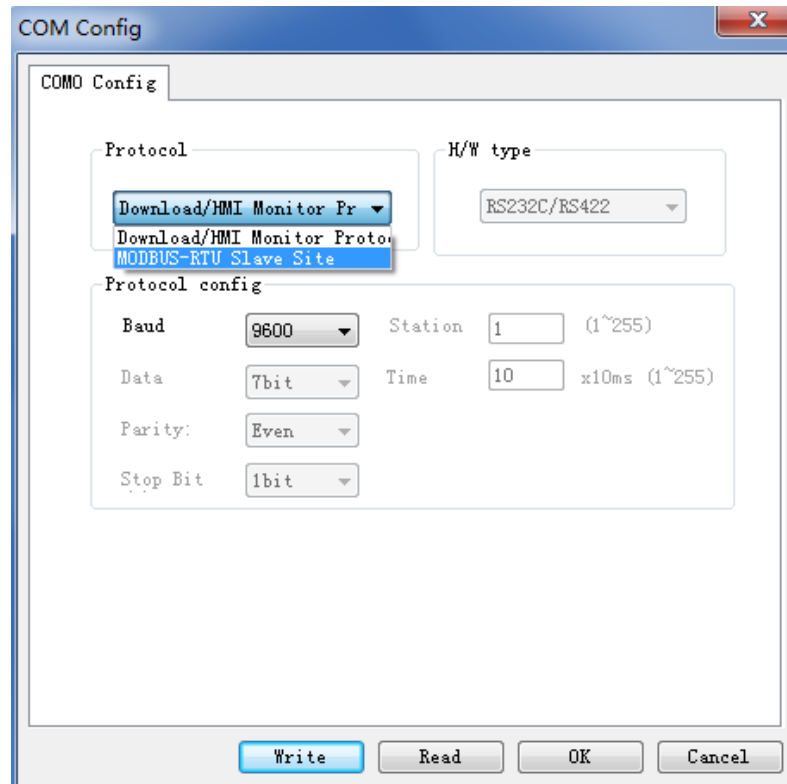 COM Config
COM0 Config
Protocol
H/W type
Download/HMI Monitor Pr
RS232C/RS422
Download/HMI Monitor Proto
MODBUS-RTU Slave Site
Protocol config
Baud 9600 Station 1 (1~255)
Data 7bit Time 10 x10ms (1~255)
Parity: Even
Stop Bit 1bit
Write Read OK Cancel